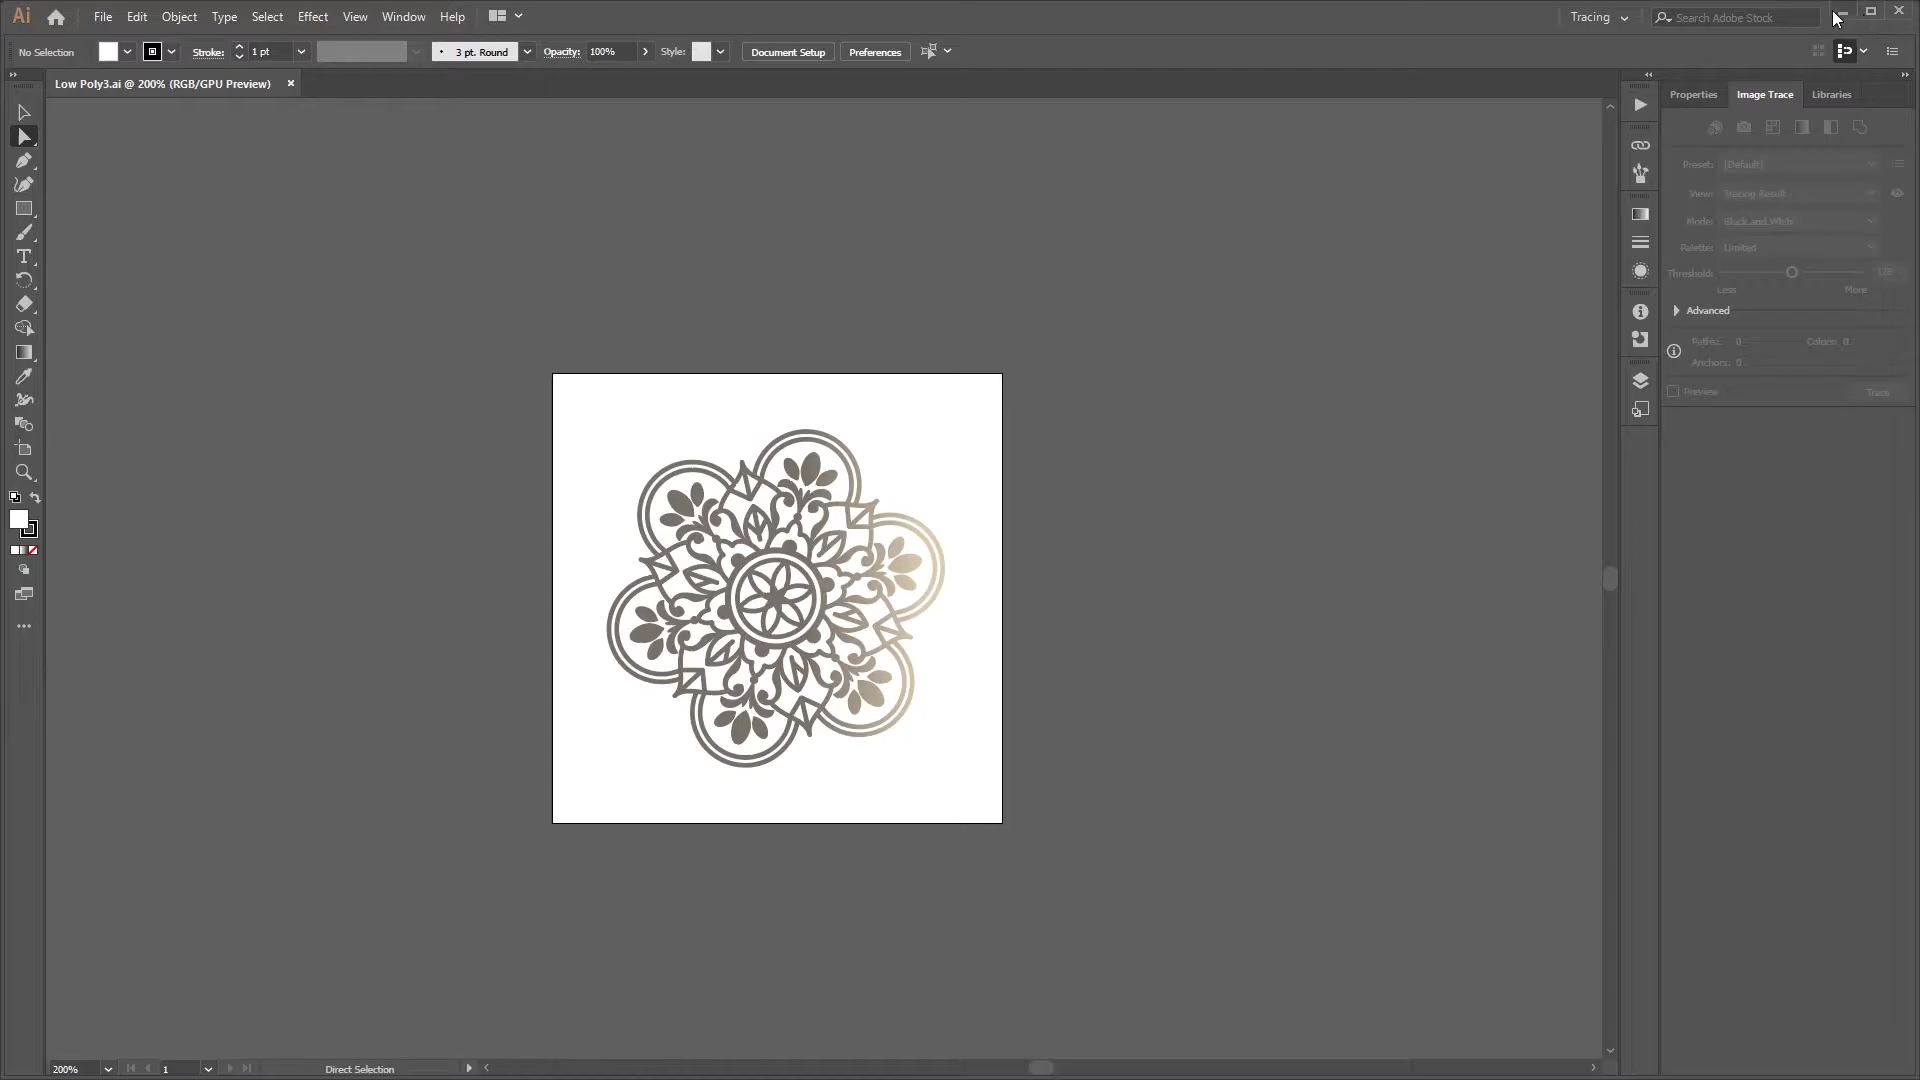 Ai File Edit Object Type Select Effect View Window Help Tracing Search Adobe Stock
No Selection Stroke: 1 pt 3 pt. Round Opacity: 100% Style: Document Setup Preferences
Low Poly3.ai @ 200% (RGB/GPU Preview)
Properties Image Trace Libraries
Preset: [Default]
View: Tracing Result
Mode: Black and White
Palette: Limited
Threshold: 128
Less More
Advanced
Paths: 0 Colors: 0
Anchors: 0
Preview Trace
200% 1 Direct Selection